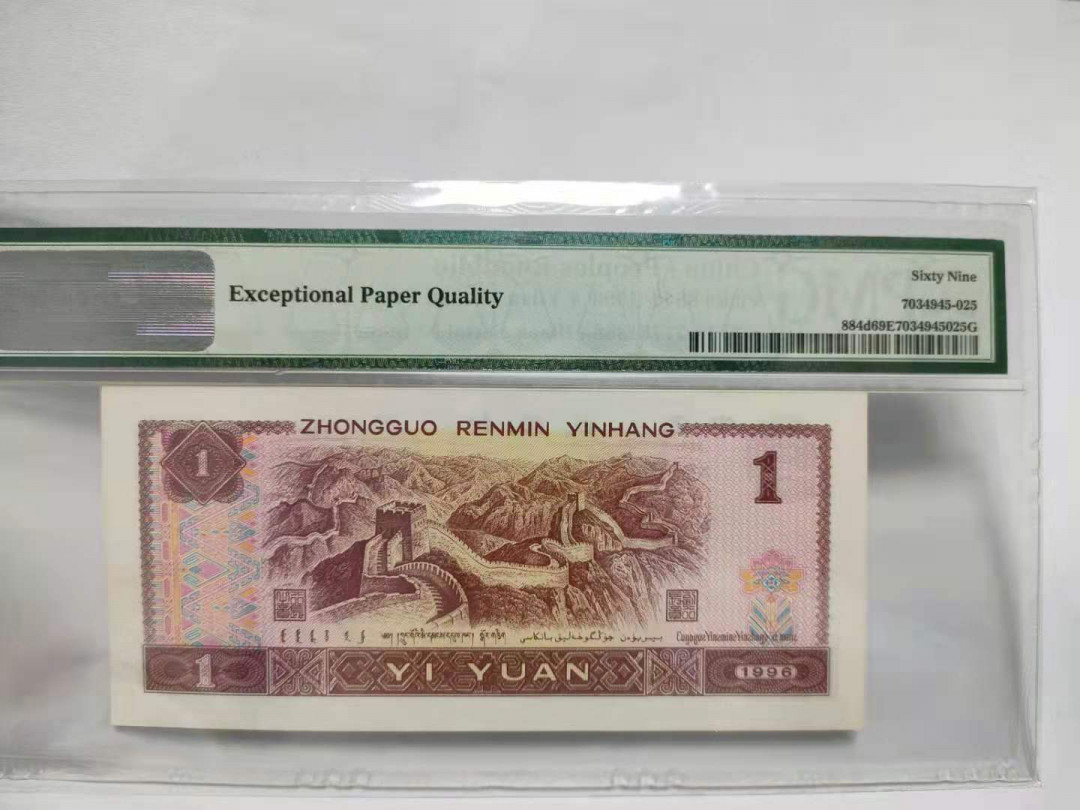 Sixty Nine
Exceptional Paper Quality
7034945-025
884d69E7034945025G
ZHONGGUO RENMIN YINHANG
1
1
1
YI YUAN
1996